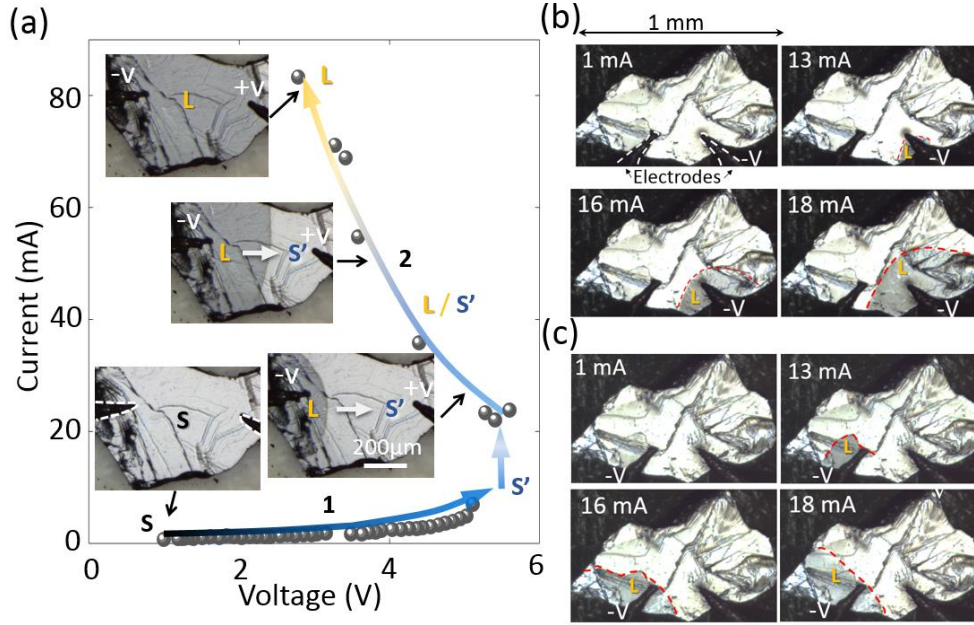 (a)
80
60
40
20
0
Current (mA)
0
2
4
6
Voltage (V)
-V
L
+V
L
-V
+V
L
S'
2
L / S'
S
-V
+V
L
S'
200μm
S
1
S'
(b)
1 mm
1 mA
Electrodes
13 mA
L
-V
16 mA
L
-V
18 mA
L
-V
(c)
1 mA
13 mA
L
-V
16 mA
L
-V
18 mA
L
-V